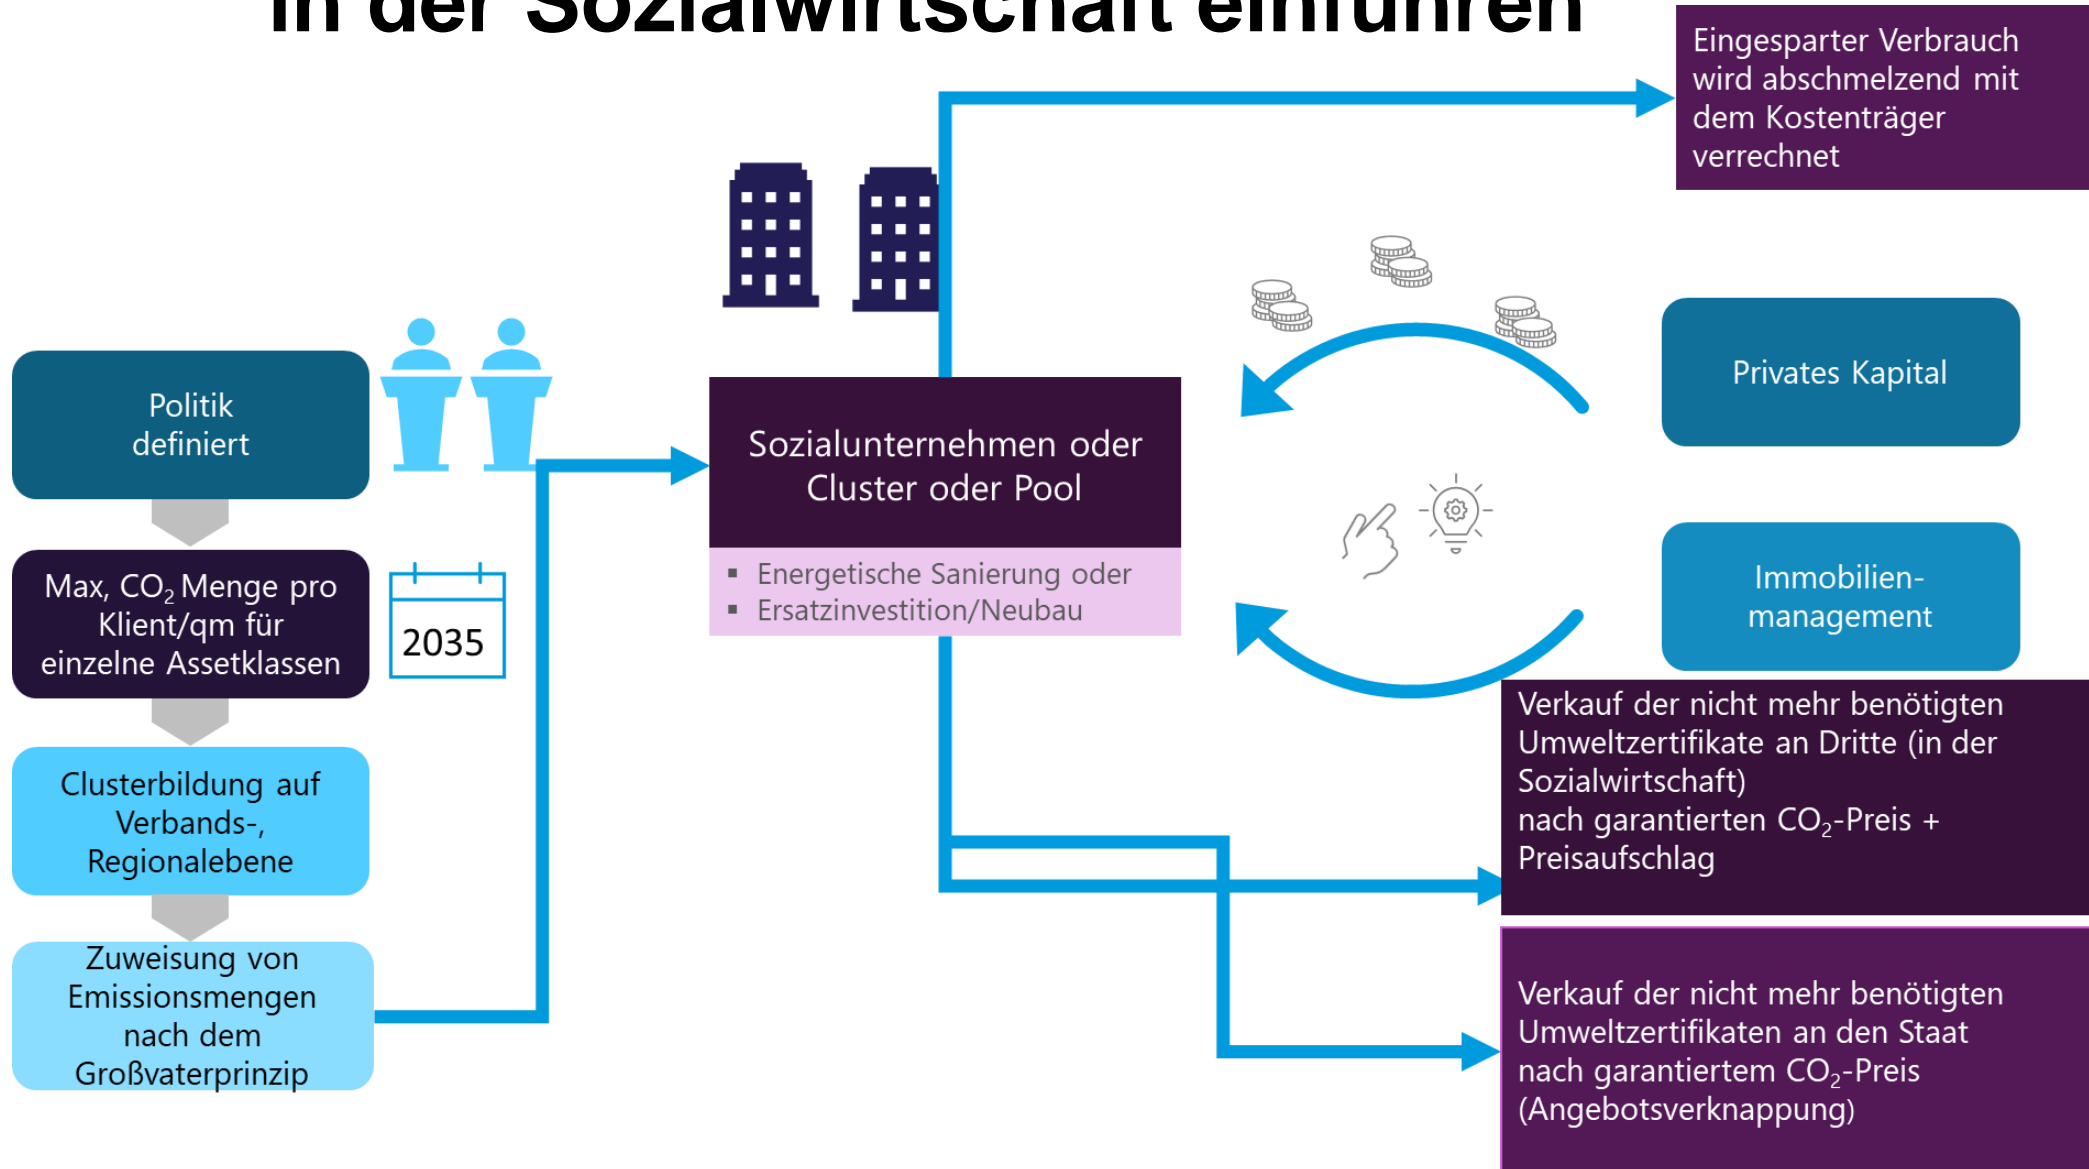 in der Sozialwirtschaft einführen
Eingesparter Verbrauch
wird abschmelzend mit
dem Kostenträger
verrechnet
Politik
definiert
Max, CO₂ Menge pro
Klient/qm für
einzelne Assetklassen
2035
Clusterbildung auf
Verbands-,
Regionalebene
Zuweisung von
Emissionsmengen
nach dem
Großvaterprinzip
Sozialunternehmen oder
Cluster oder Pool
▪ Energetische Sanierung oder
▪ Ersatzinvestition/Neubau
Privates Kapital
Immobilien-
management
Verkauf der nicht mehr benötigten
Umweltzertifikate an Dritte (in der
Sozialwirtschaft)
nach garantierten CO₂-Preis +
Preisaufschlag
Verkauf der nicht mehr benötigten
Umweltzertifikaten an den Staat
nach garantiertem CO₂-Preis
(Angebotsverknappung)